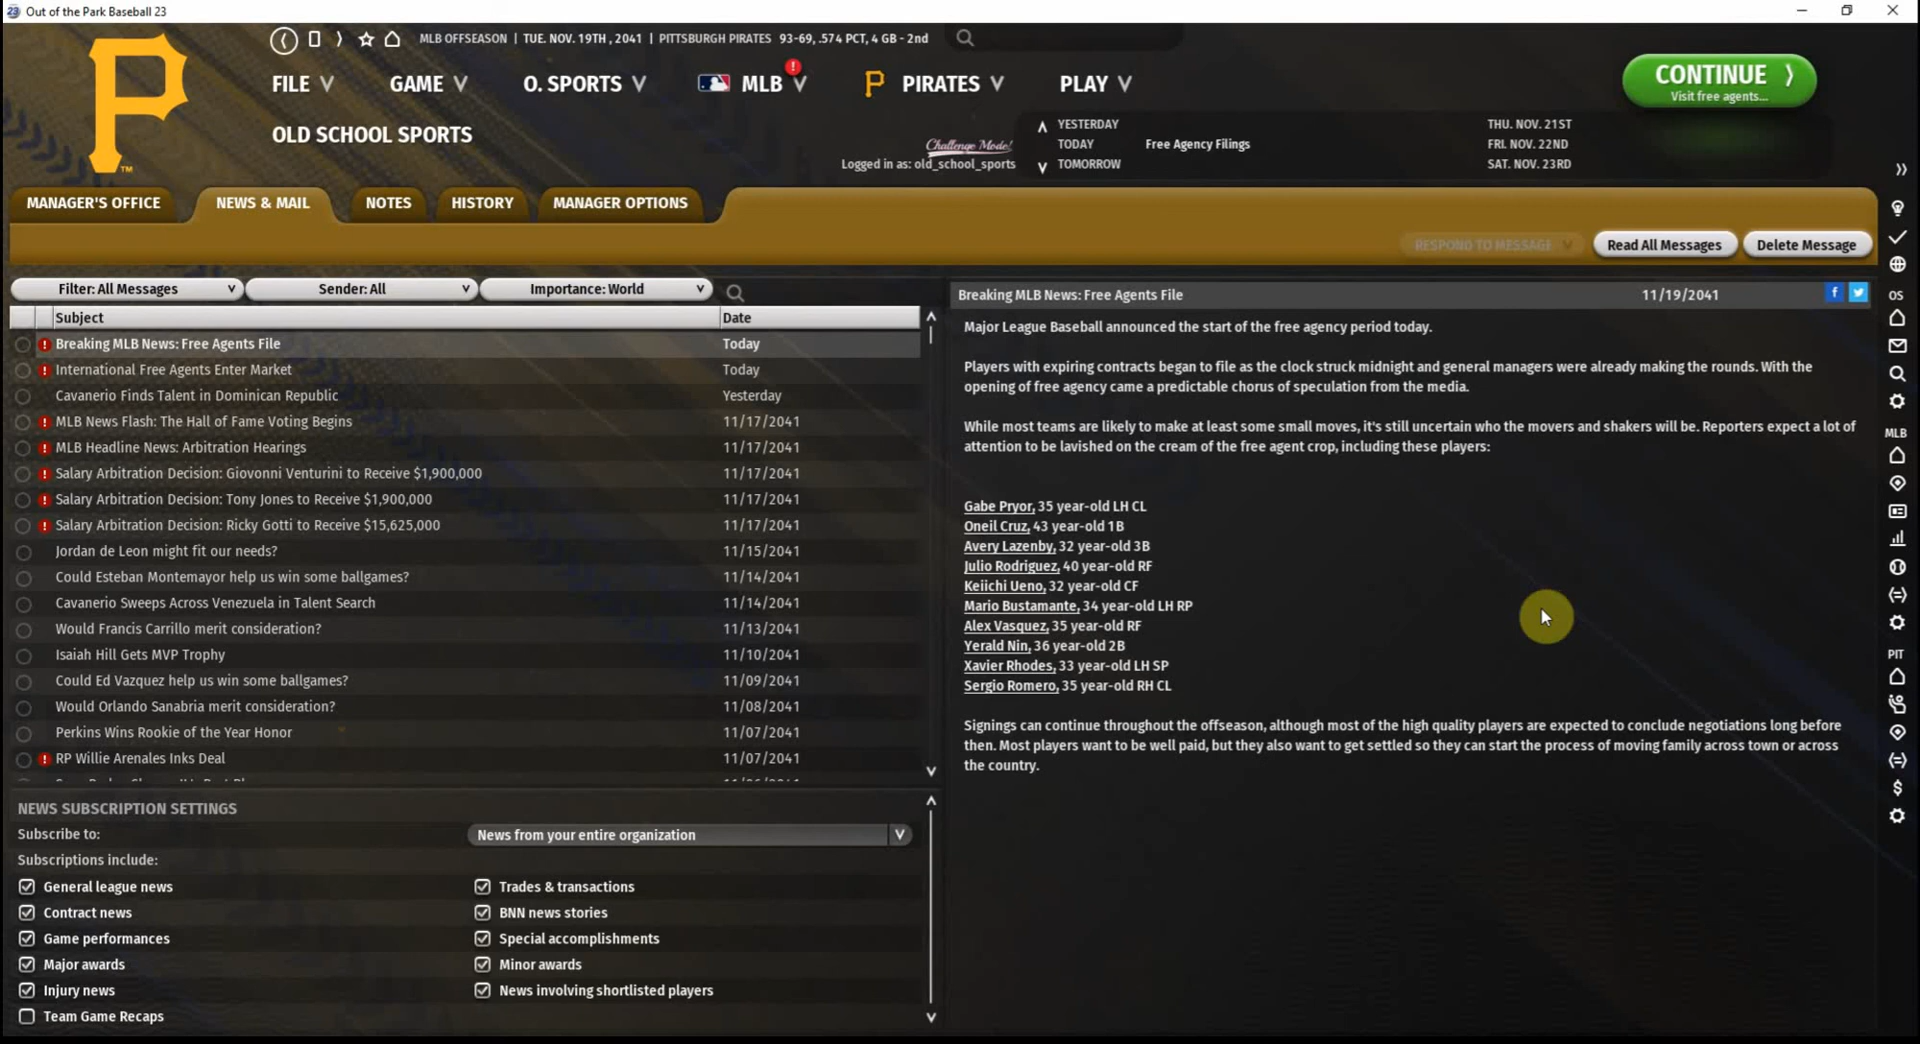 23 Out of the Park Baseball 23
MLB OFFSEASON | TUE. NOV. 19TH, 2041 | PITTSBURGH PIRATES 93-69, .574 PCT, 4 GB - 2nd
FILE GAME O. SPORTS MLB PIRATES PLAY
CONTINUE
Visit free agents...
OLD SCHOOL SPORTS
Challenge Mode!
Logged in as: old_school_sports
YESTERDAY
TODAY Free Agency Filings
TOMORROW
THU. NOV. 21ST
FRI. NOV. 22ND
SAT. NOV. 23RD
MANAGER'S OFFICE NEWS & MAIL NOTES HISTORY MANAGER OPTIONS
RESPOND TO MESSAGE Read All Messages Delete Message
Filter: All Messages Sender: All Importance: World
Subject Date
Breaking MLB News: Free Agents File Today
International Free Agents Enter Market Today
Cavanerio Finds Talent in Dominican Republic Yesterday
MLB News Flash: The Hall of Fame Voting Begins 11/17/2041
MLB Headline News: Arbitration Hearings 11/17/2041
Salary Arbitration Decision: Giovonni Venturini to Receive $1,900,000 11/17/2041
Salary Arbitration Decision: Tony Jones to Receive $1,900,000 11/17/2041
Salary Arbitration Decision: Ricky Gotti to Receive $15,625,000 11/17/2041
Jordan de Leon might fit our needs? 11/15/2041
Could Esteban Montemayor help us win some ballgames? 11/14/2041
Cavanerio Sweeps Across Venezuela in Talent Search 11/14/2041
Would Francis Carrillo merit consideration? 11/13/2041
Isaiah Hill Gets MVP Trophy 11/10/2041
Could Ed Vazquez help us win some ballgames? 11/09/2041
Would Orlando Sanabria merit consideration? 11/08/2041
Perkins Wins Rookie of the Year Honor 11/07/2041
RP Willie Arenales Inks Deal 11/07/2041
NEWS SUBSCRIPTION SETTINGS
Subscribe to: News from your entire organization
Subscriptions include:
General league news Trades & transactions
Contract news BNN news stories
Game performances Special accomplishments
Major awards Minor awards
Injury news News involving shortlisted players
Team Game Recaps
Breaking MLB News: Free Agents File 11/19/2041
Major League Baseball announced the start of the free agency period today.
Players with expiring contracts began to file as the clock struck midnight and general managers were already making the rounds. With the
opening of free agency came a predictable chorus of speculation from the media.
While most teams are likely to make at least some small moves, it's still uncertain who the movers and shakers will be. Reporters expect a lot of
attention to be lavished on the cream of the free agent crop, including these players:
Gabe Pryor, 35 year-old LH CL
Oneil Cruz, 43 year-old 1B
Avery Lazenby, 32 year-old 3B
Julio Rodriguez, 40 year-old RF
Keiichi Ueno, 32 year-old CF
Mario Bustamante, 34 year-old LH RP
Alex Vasquez, 35 year-old RF
Yerald Nin, 36 year-old 2B
Xavier Rhodes, 33 year-old LH SP
Sergio Romero, 35 year-old RH CL
Signings can continue throughout the offseason, although most of the high quality players are expected to conclude negotiations long before
then. Most players want to be well paid, but they also want to get settled so they can start the process of moving family across town or across
the country.
OS
MLB
PIT